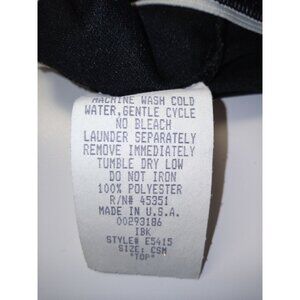 MACHINE WASH COLD
WATER, GENTLE CYCLE
NO BLEACH
LAUNDER SEPARATELY
REMOVE IMMEDIATELY
TUMBLE DRY LOW
DO NOT IRON
100% POLYESTER
R/N# 45351
MADE IN U.S.A.
00293186
IBK
STYLE# E5415
SIZE: CSM
"TOP"